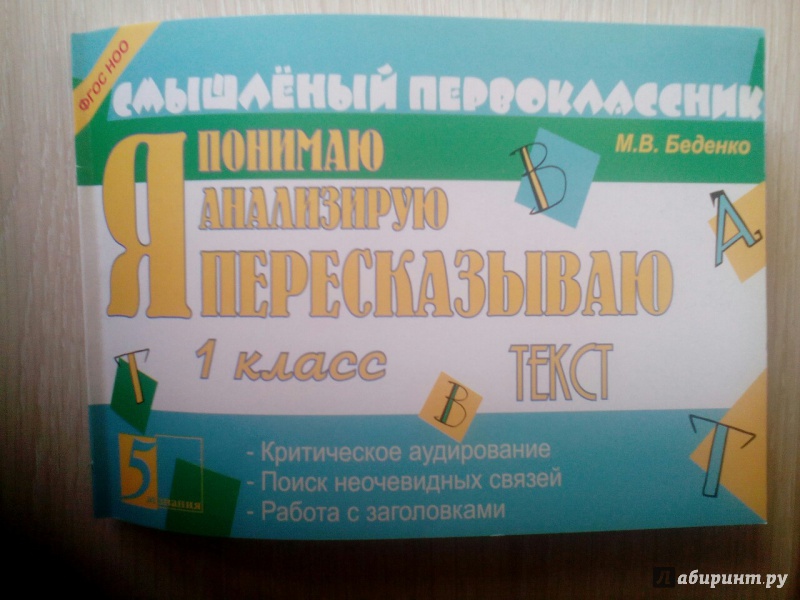 ФГОС НОО
СМЫШЛЁНЫЙ ПЕРВОКЛАССНИК
М.В. Беденко
Я ПОНИМАЮ
АНАЛИЗИРУЮ
ПЕРЕСКАЗЫВАЮ
1 класс ТЕКСТ
В
А
Т
В
Т
5
- Критическое аудирование
- Поиск неочевидных связей
- Работа с заголовками
Лабиринт.ру